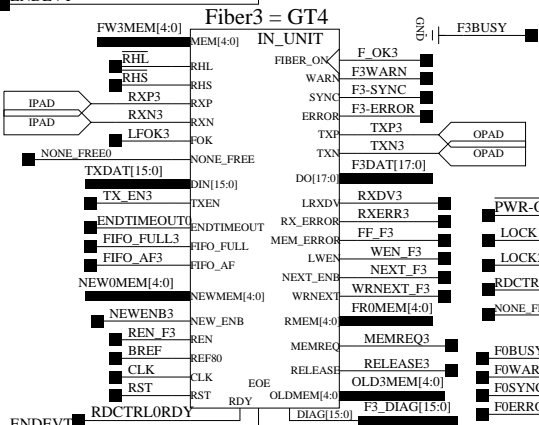 Fiber3 = GT4
IN_UNIT
FW3MEM[4:0]
MEM[4:0]
RHL
RHL
RHS
RHS
RXP3
RXP
IPAD
RXN3
RXN
IPAD
LFOK3
FOK
NONE_FREE0
NONE_FREE
TXDAT[15:0]
DIN[15:0]
TX_EN3
TXEN
ENDTIMEOUT0
ENDTIMEOUT
FIFO_FULL3
FIFO_FULL
FIFO_AF3
FIFO_AF
NEW0MEM[4:0]
NEWMEM[4:0]
NEWENB3
NEW_ENB
REN_F3
REN
BREF
REF80
CLK
CLK
RST
RST
RDCTRL0RDY
RDY
EOE
ENDEVT
FIBER_ON
F_OK3
WARN
F3WARN
SYNC
F3-SYNC
ERROR
F3-ERROR
TXP
TXP3
OPAD
TXN
TXN3
OPAD
DO[17:0]
F3DAT[17:0]
LRXDV
RXDV3
RX_ERROR
RXERR3
MEM_ERROR
FF_F3
LWEN
WEN_F3
NEXT_ENB
NEXT_F3
WRNEXT
WRNEXT_F3
RMEM[4:0]
FR0MEM[4:0]
MEMREQ
MEMREQ3
RELEASE
RELEASE3
OLDMEM[4:0]
OLD3MEM[4:0]
DIAG[15:0]
F3_DIAG[15:0]
GND
F3BUSY
LOCK
F0BUSY